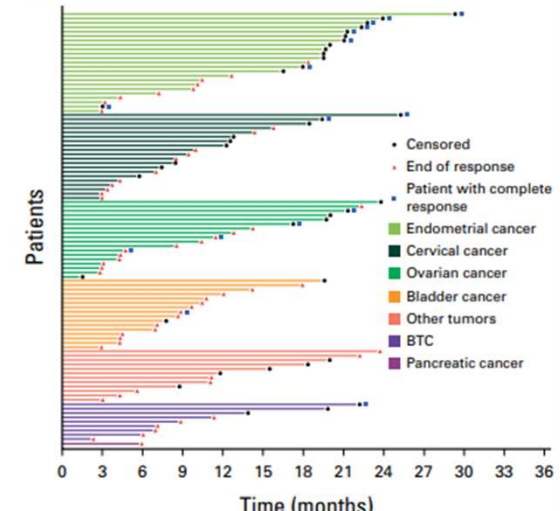 Patients
Censored
End of response
Patient with complete
response
Endometrial cancer
Cervical cancer
Ovarian cancer
Bladder cancer
Other tumors
BTC
Pancreatic cancer
0 3 6 9 12 15 18 21 24 27 30 33 36
Time (months)